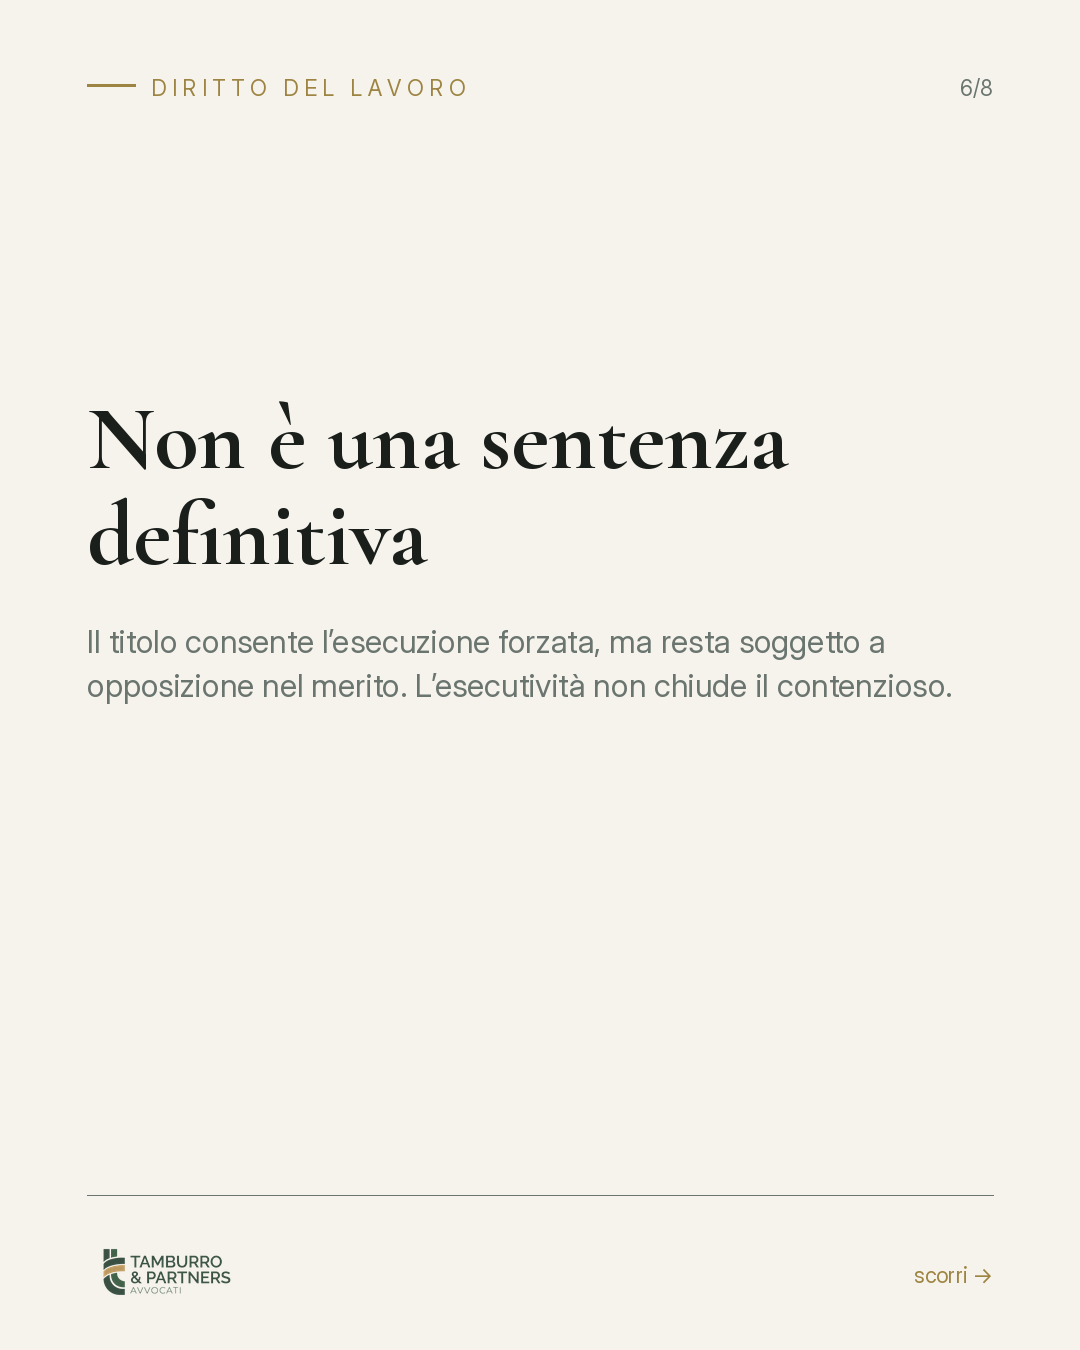 DIRITTO DEL LAVORO
6/8
Non è una sentenza
definitiva
Il titolo consente l’esecuzione forzata, ma resta soggetto a
opposizione nel merito. L’esecutività non chiude il contenzioso.
TAMBURRO
& PARTNERS
AVVOCATI
scorri →